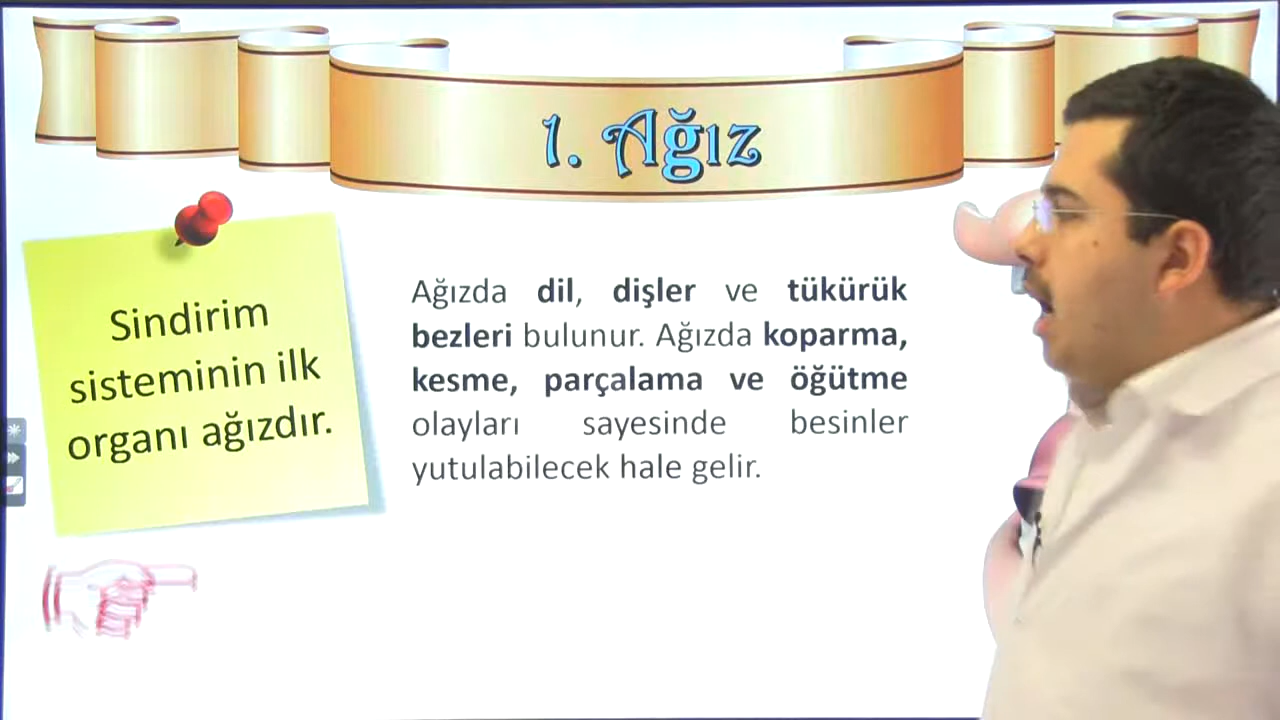 1. Ağız
Sindirim
sisteminin ilk
organı ağızdır.
Ağızda dil, dişler ve tükürük
bezleri bulunur. Ağızda koparma,
kesme, parçalama ve öğütme
olayları sayesinde besinler
yutulabilecek hale gelir.